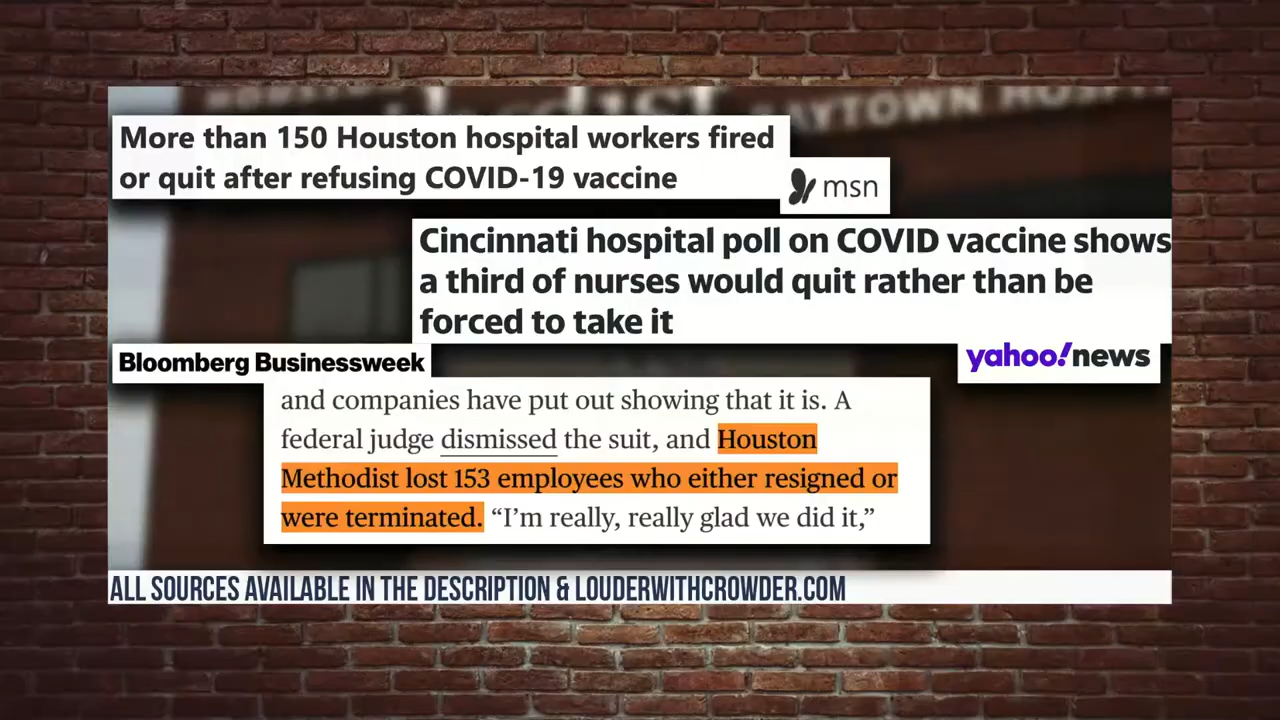 BAYTOWN HOSPITAL
More than 150 Houston hospital workers fired
or quit after refusing COVID-19 vaccine
msn
Cincinnati hospital poll on COVID vaccine shows
a third of nurses would quit rather than be
forced to take it
yahoo!news
Bloomberg Businessweek
and companies have put out showing that it is. A
federal judge dismissed the suit, and Houston
Methodist lost 153 employees who either resigned or
were terminated. “I’m really, really glad we did it,”
ALL SOURCES AVAILABLE IN THE DESCRIPTION & LOUDERWITHCROWDER.COM